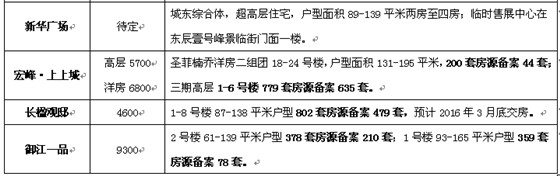 新华广场
待定
城东综合体，超高层住宅，户型面积 89-139 平米两房至四房；临时售展中心在
东辰壹号峰景临街门面一楼。
宏峰·上上城
高层 5700
洋房 6800
圣菲楠乔洋房二组团 18-24 号楼，户型面积 131-195 平米，200 套房源备案 44 套；
三期高层 1-6 号楼 779 套房源备案 635 套。
长楹观邸
4600
1-8 号楼 87-138 平米户型 802 套房源备案 479 套，预计 2016 年 3 月底交房。
御江一品
9300
2 号楼 61-139 平米户型 378 套房源备案 210 套；1 号楼 93-165 平米户型 359 套
房源备案 78 套。